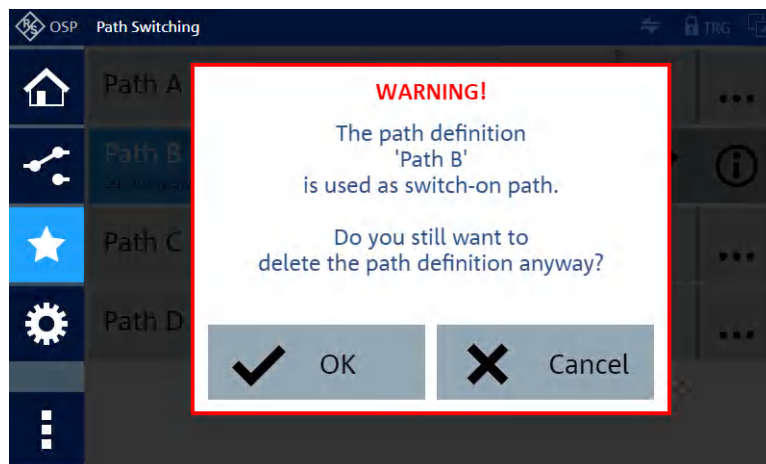 R&S OSP Path Switching TRG
Path A
WARNING!
The path definition
'Path B'
is used as switch-on path.
Do you still want to
delete the path definition anyway?
Path B
Path C
Path D
OK Cancel